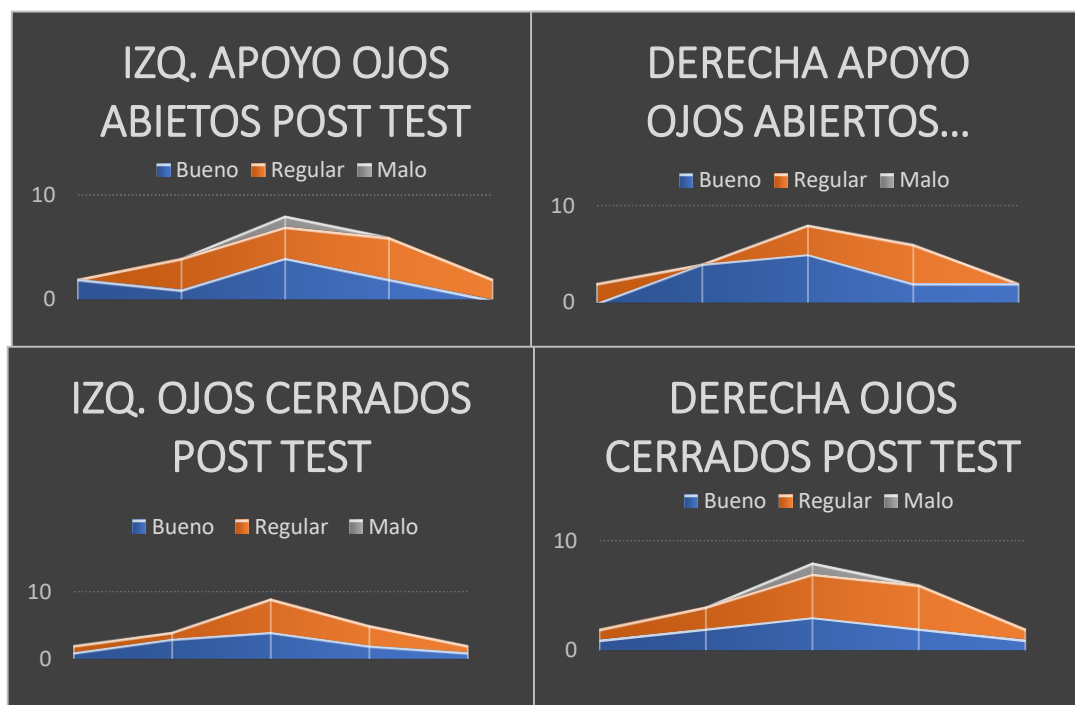 IZQ. APOYO OJOS
ABIETOS POST TEST
Bueno Regular Malo
10
0
DERECHA APOYO
OJOS ABIERTOS...
Bueno Regular Malo
10
0
IZQ. OJOS CERRADOS
POST TEST
Bueno Regular Malo
10
0
DERECHA OJOS
CERRADOS POST TEST
Bueno Regular Malo
10
0